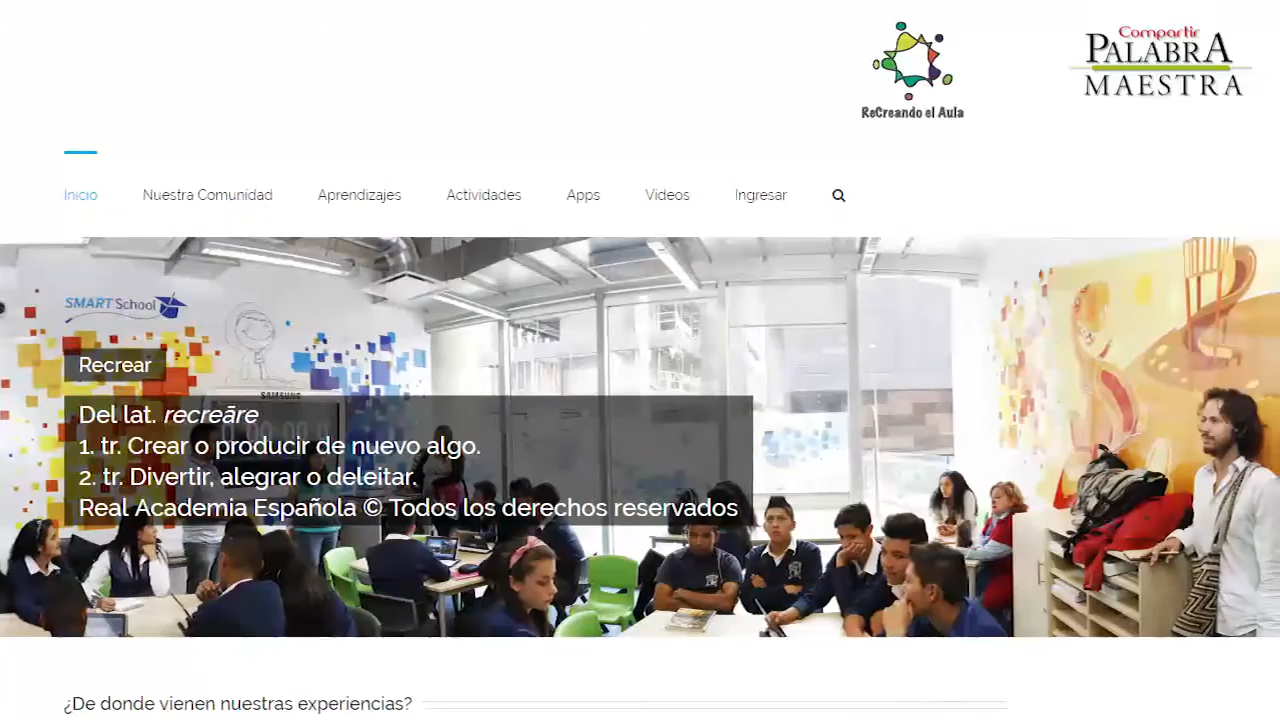 ReCreando el Aula
Compartir
PALABRA
MAESTRA
Inicio Nuestra Comunidad Aprendizajes Actividades Apps Videos Ingresar
SMART School
Recrear
SAMSUNG
Del lat. recreāre
1. tr. Crear o producir de nuevo algo.
2. tr. Divertir, alegrar o deleitar.
Real Academia Española © Todos los derechos reservados
¿De donde vienen nuestras experiencias?